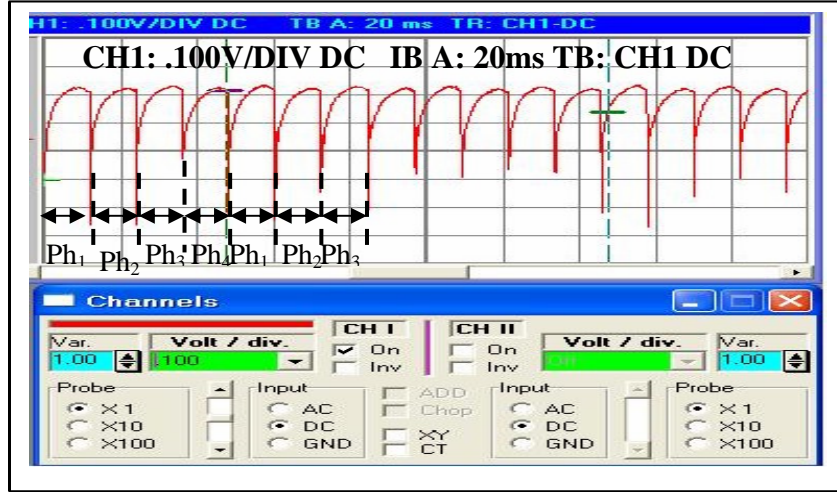 H1: .100V/DIV DC TB A: 20 ms TR: CH1-DC
CH1: .100V/DIV DC IB A: 20ms TB: CH1 DC
Ph₁ Ph₂ Ph₃ Ph₄ Ph₁ Ph₂ Ph₃
Channels
CH I CH II
Var. Volt / div. On On Volt / div. Var.
1.00 .100 Inv Inv Off 1.00
Probe Input ADD Input Probe
X1 AC Chop AC X1
X10 DC XY DC X10
X100 GND CT GND X100